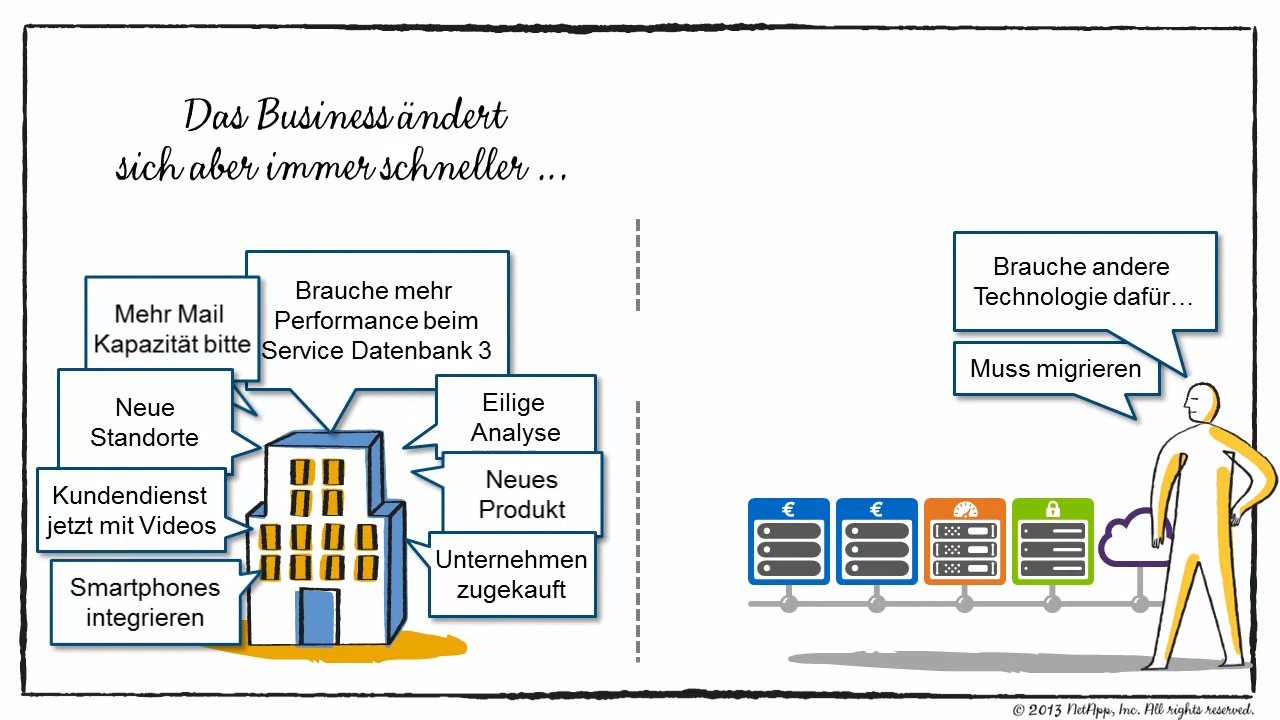 Das Business ändert
sich aber immer schneller ...
Brauche mehr
Performance beim
Service Datenbank 3
Mehr Mail
Kapazität bitte
Neue
Standorte
Kundendienst
jetzt mit Videos
Smartphones
integrieren
Eilige
Analyse
Neues
Produkt
Unternehmen
zugekauft
Brauche andere
Technologie dafür…
Muss migrieren
€
€
© 2013 NetApp, Inc. All rights reserved.